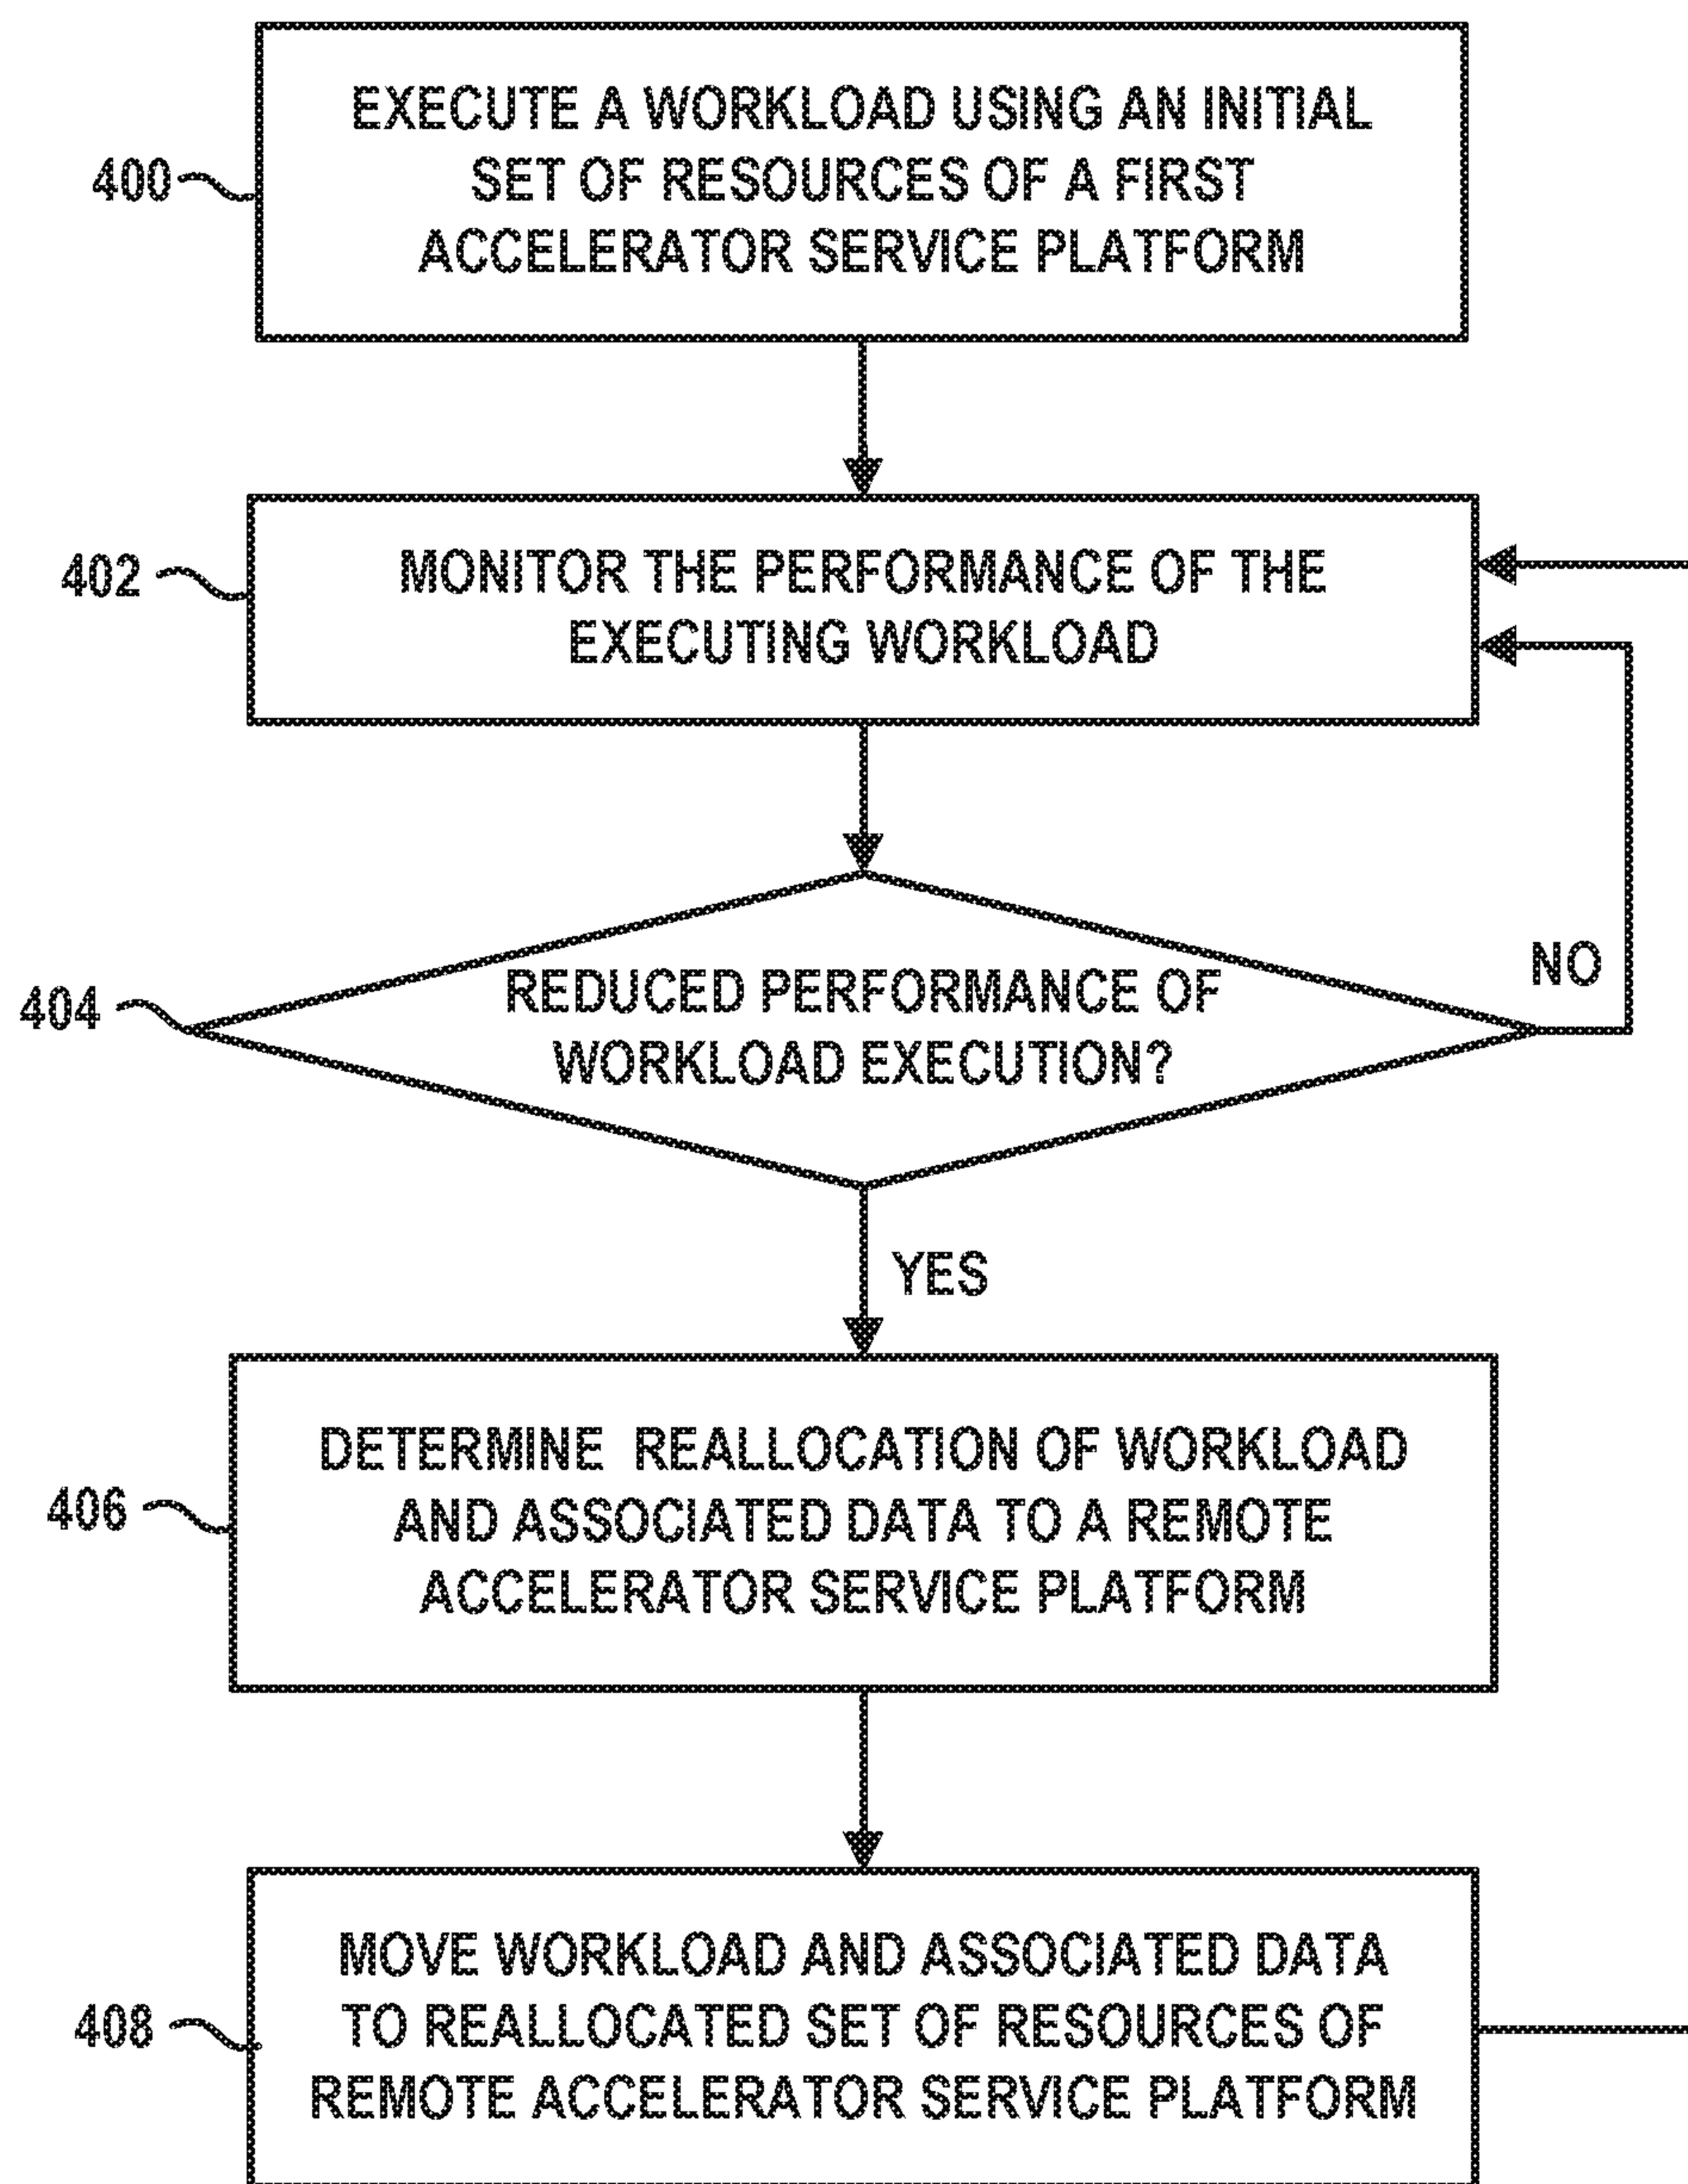 EXECUTE A WORKLOAD USING AN INITIAL
SET OF RESOURCES OF A FIRST
ACCELERATOR SERVICE PLATFORM
400
MONITOR THE PERFORMANCE OF THE
EXECUTING WORKLOAD
402
REDUCED PERFORMANCE OF
WORKLOAD EXECUTION?
404
NO
YES
DETERMINE REALLOCATION OF WORKLOAD
AND ASSOCIATED DATA TO A REMOTE
ACCELERATOR SERVICE PLATFORM
406
MOVE WORKLOAD AND ASSOCIATED DATA
TO REALLOCATED SET OF RESOURCES OF
REMOTE ACCELERATOR SERVICE PLATFORM
408